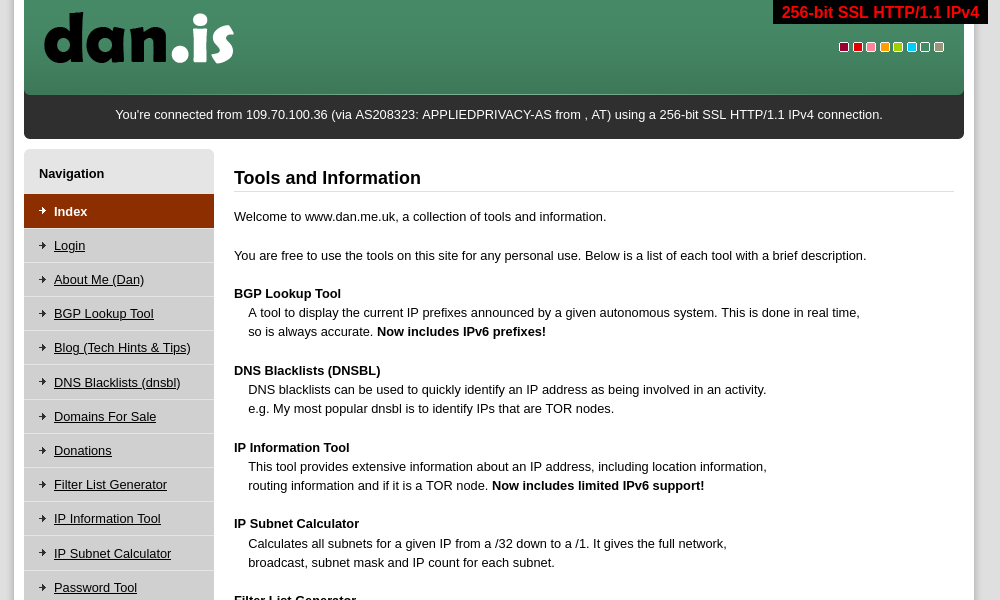 256-bit SSL HTTP/1.1 IPv4
dan.is
You're connected from 109.70.100.36 (via AS208323: APPLIEDPRIVACY-AS from , AT) using a 256-bit SSL HTTP/1.1 IPv4 connection.
Navigation
Index
Login
About Me (Dan)
BGP Lookup Tool
Blog (Tech Hints & Tips)
DNS Blacklists (dnsbl)
Domains For Sale
Donations
Filter List Generator
IP Information Tool
IP Subnet Calculator
Password Tool
Tools and Information
Welcome to www.dan.me.uk, a collection of tools and information.
You are free to use the tools on this site for any personal use. Below is a list of each tool with a brief description.
BGP Lookup Tool
A tool to display the current IP prefixes announced by a given autonomous system. This is done in real time,
so is always accurate. Now includes IPv6 prefixes!
DNS Blacklists (DNSBL)
DNS blacklists can be used to quickly identify an IP address as being involved in an activity.
e.g. My most popular dnsbl is to identify IPs that are TOR nodes.
IP Information Tool
This tool provides extensive information about an IP address, including location information,
routing information and if it is a TOR node. Now includes limited IPv6 support!
IP Subnet Calculator
Calculates all subnets for a given IP from a /32 down to a /1. It gives the full network,
broadcast, subnet mask and IP count for each subnet.
Filter List Generator